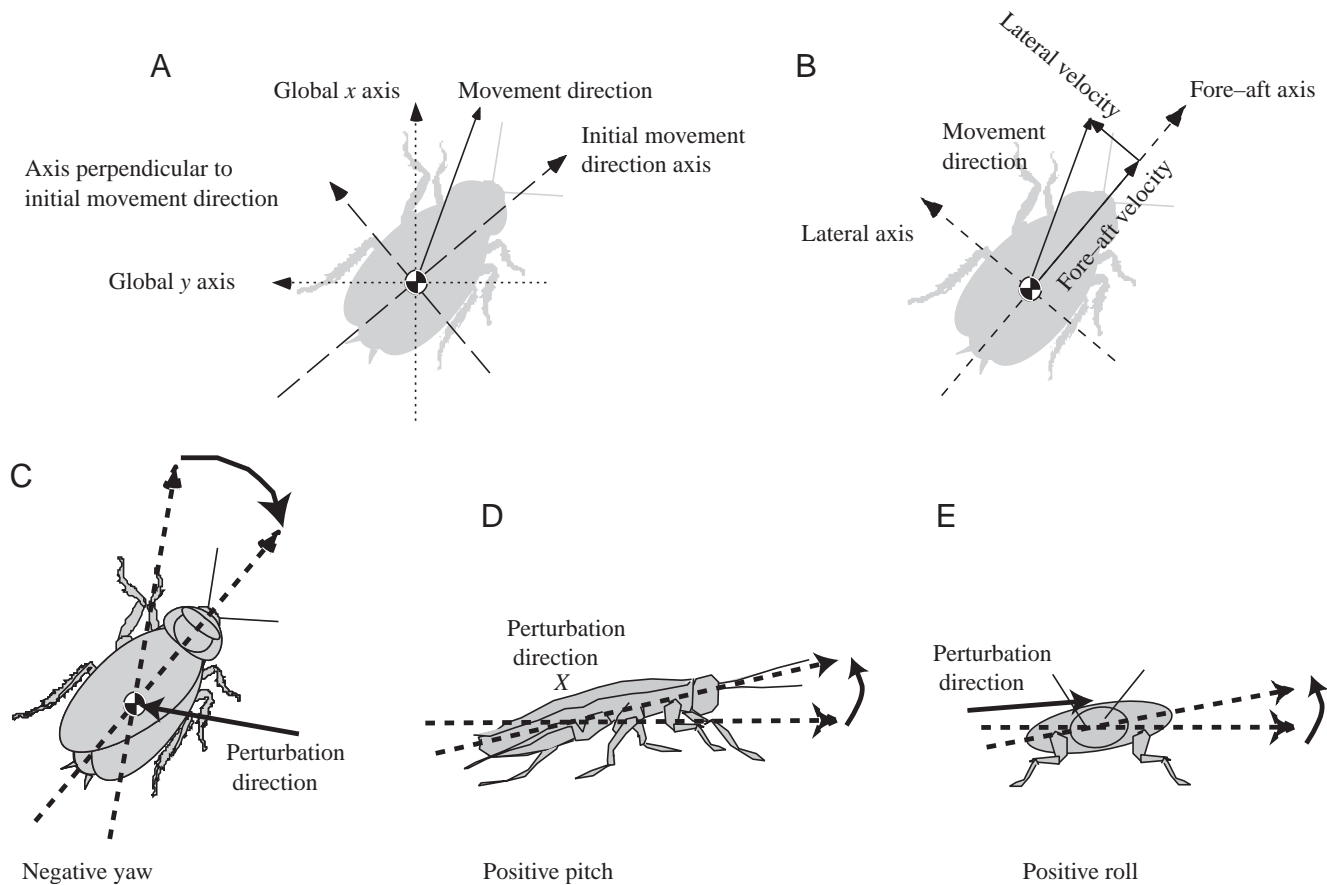 A
Global x axis
Movement direction
Initial movement
direction axis
Axis perpendicular to
initial movement direction
Global y axis
B
Lateral velocity
Fore–aft axis
Movement
direction
Fore–aft velocity
Lateral axis
C
Perturbation
direction
Negative yaw
D
Perturbation
direction
X
Positive pitch
E
Perturbation
direction
Positive roll